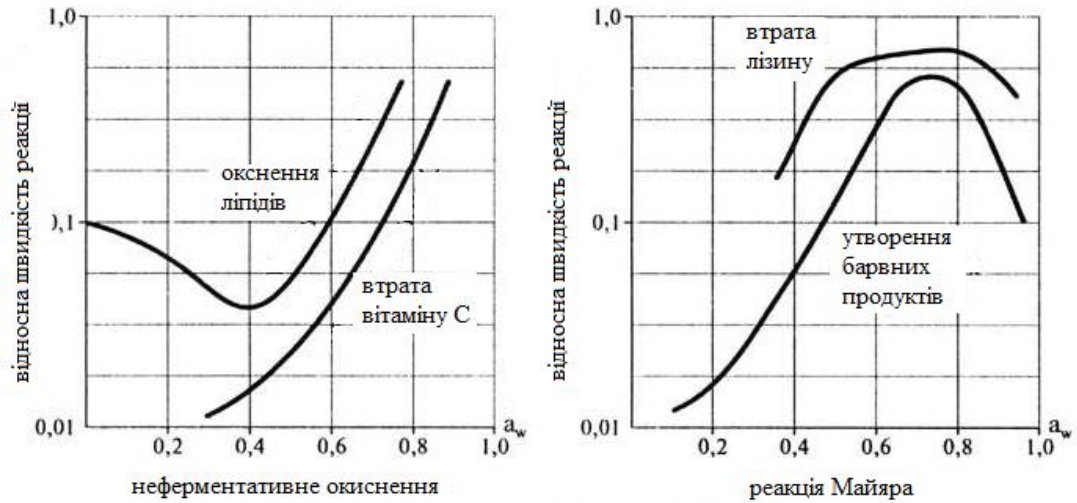 відносна швидкість реакції
1,0
0,1
0,01
окснення
ліпідів
втрата
вітаміну С
0,2
0,4
0,6
0,8
1,0
aw
неферментативне окиснення
відносна швидкість реакції
1,0
0,1
0,01
втрата
лізину
утворення
барвних
продуктів
0,2
0,4
0,6
0,8
1,0
aw
реакція Майяра